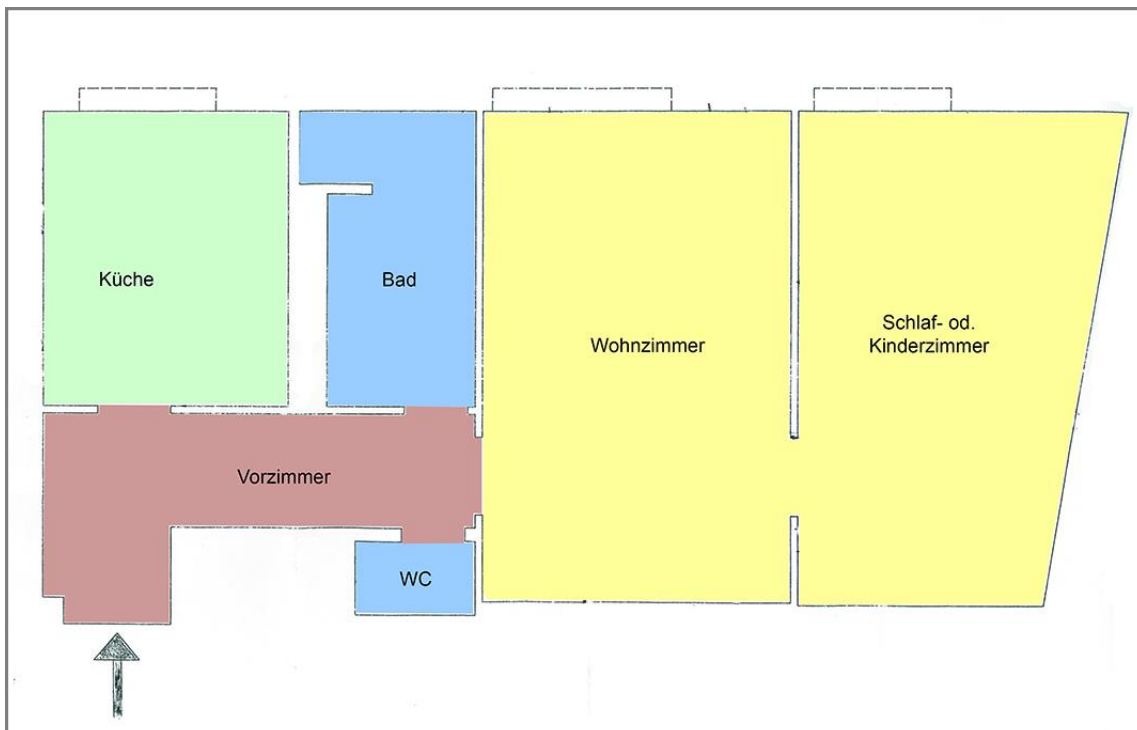 Küche
Bad
Wohnzimmer
Schlaf- od.
Kinderzimmer
Vorzimmer
WC